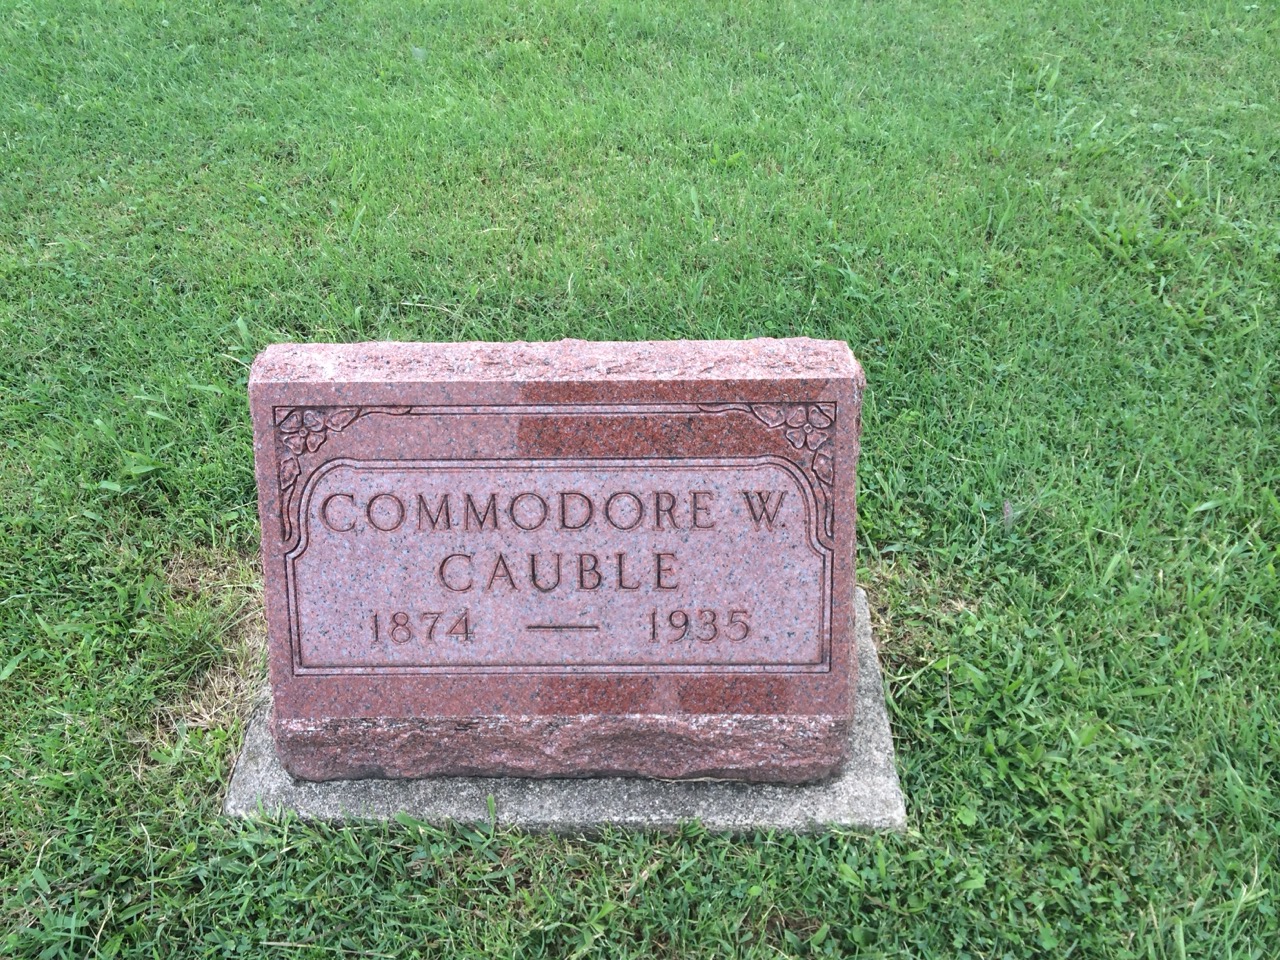 COMMODORE W.
CAUBLE
1874 — 1935